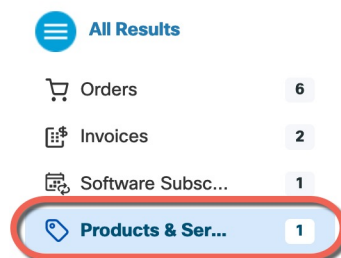 All Results
Orders 6
Invoices 2
Software Subsc... 1
Products & Ser... 1